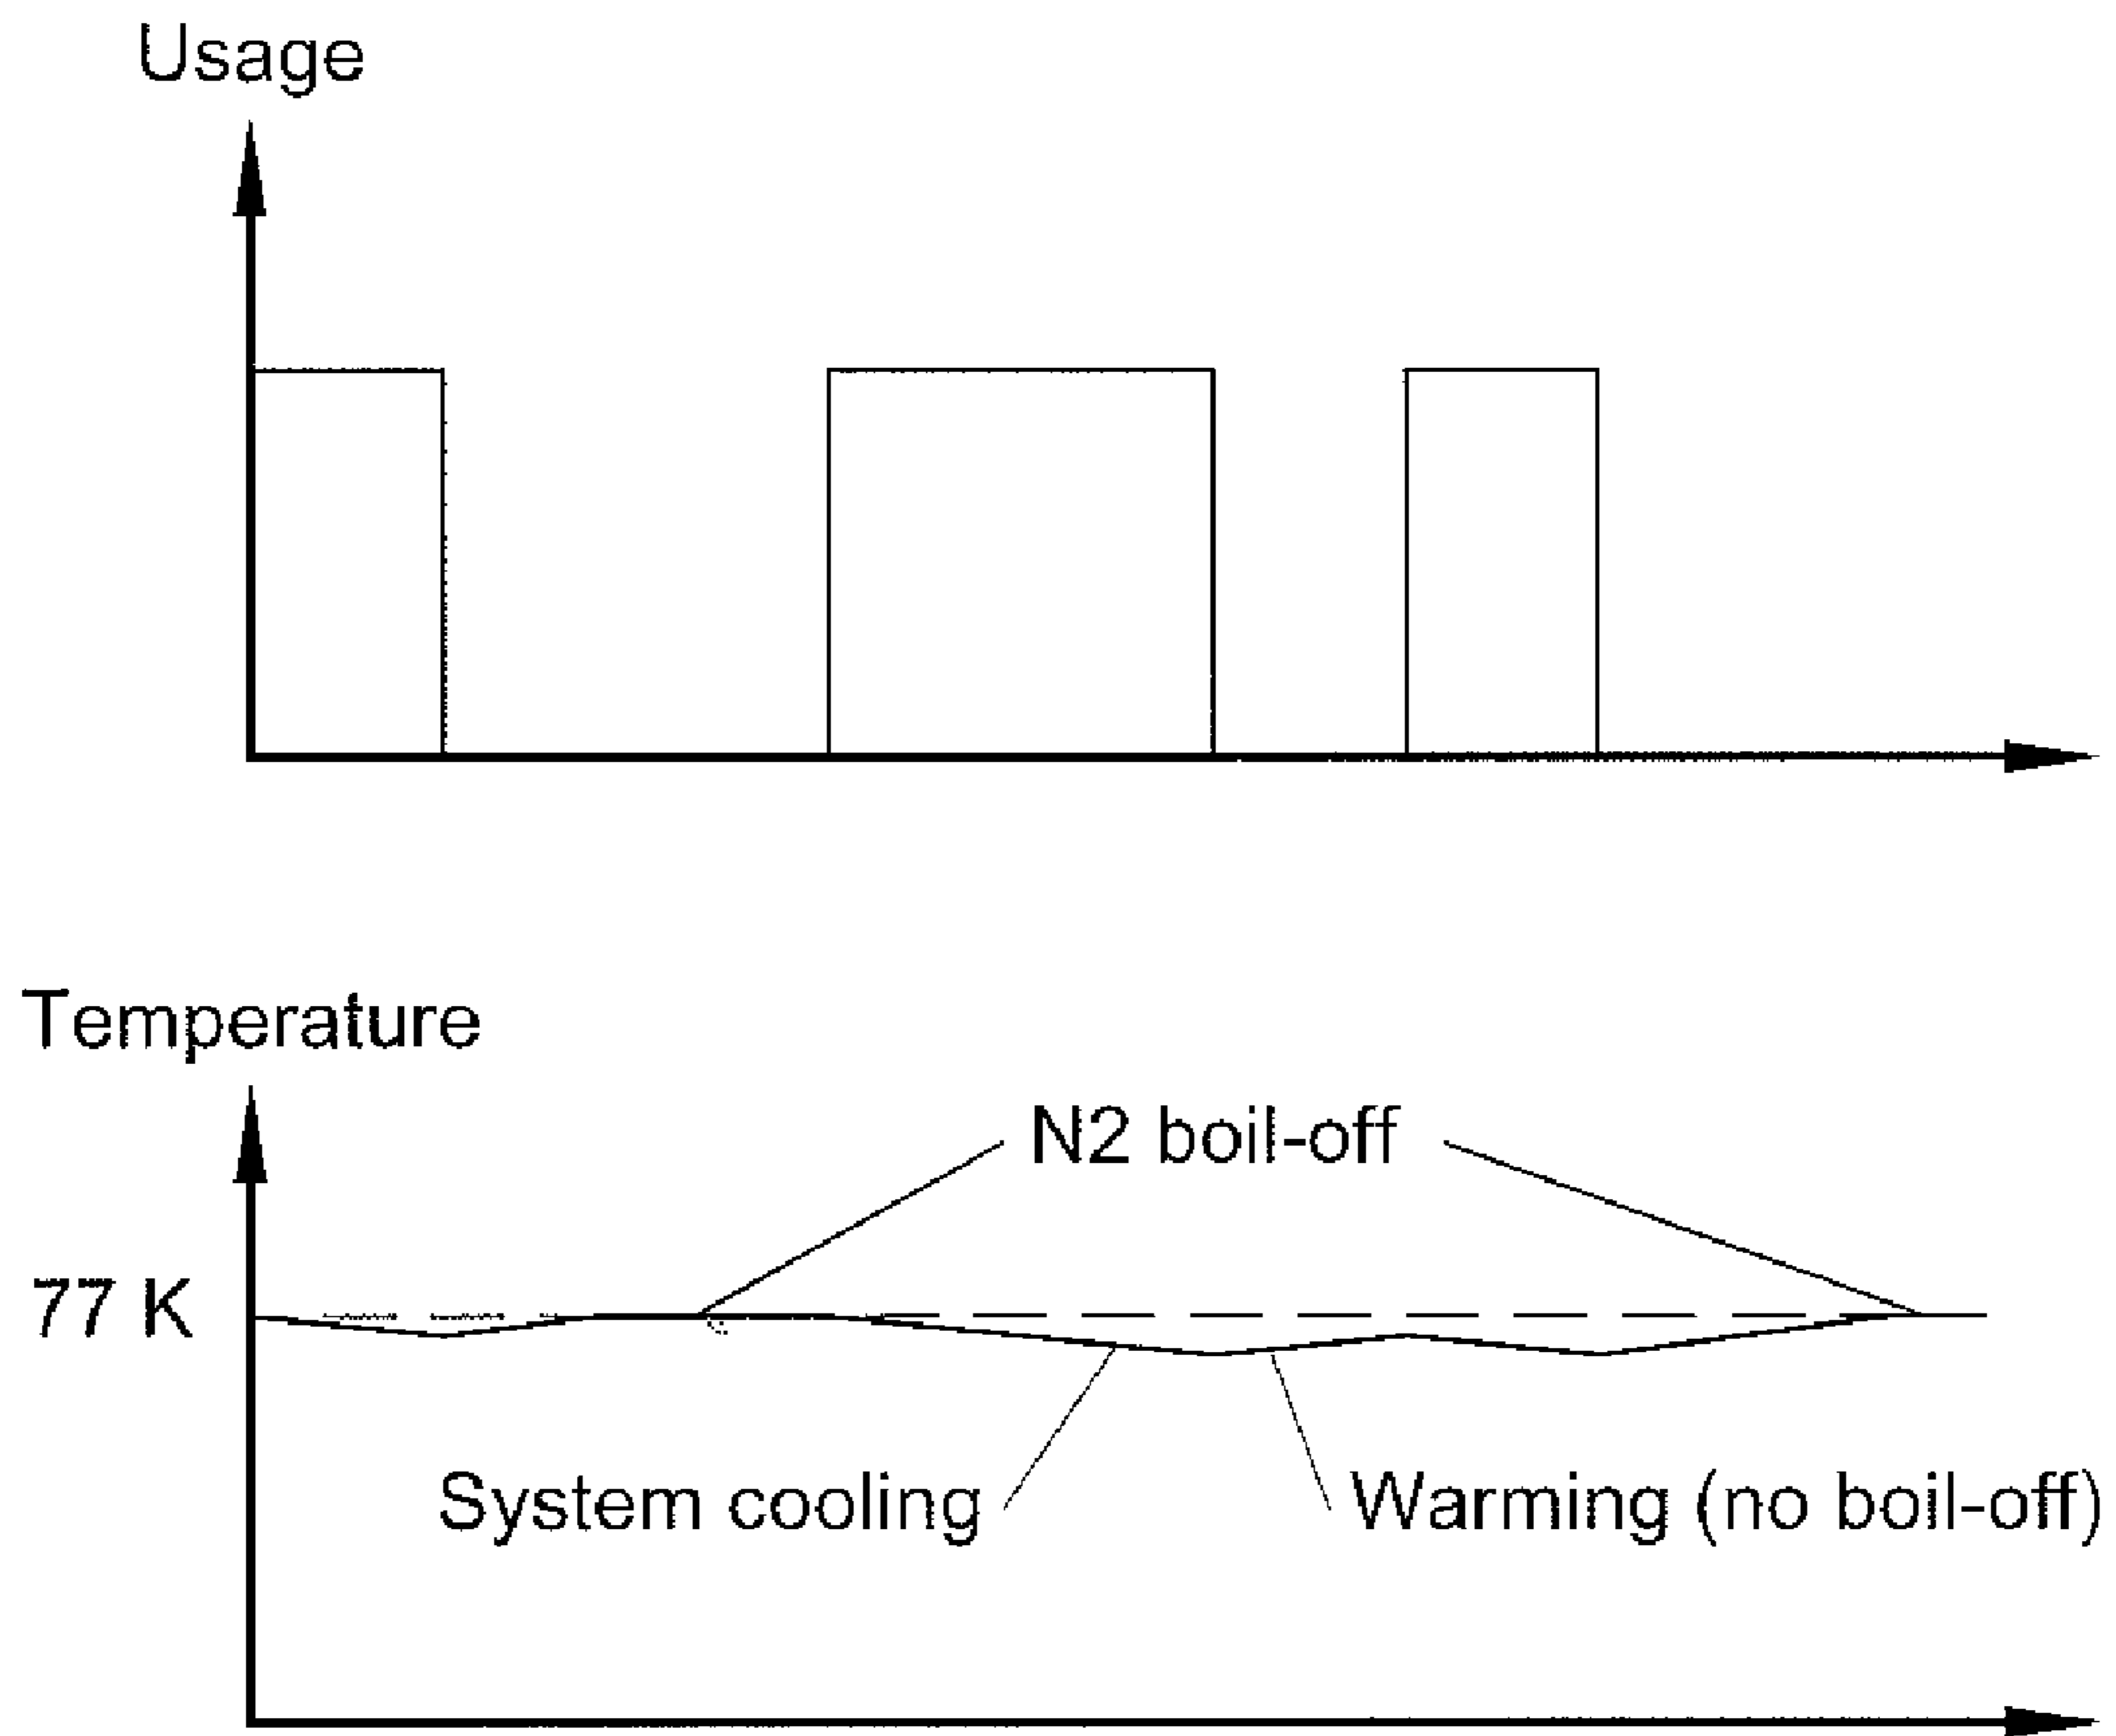 Usage
Temperature
N2 boil-off
77 K
System cooling
Warming (no boil-off)